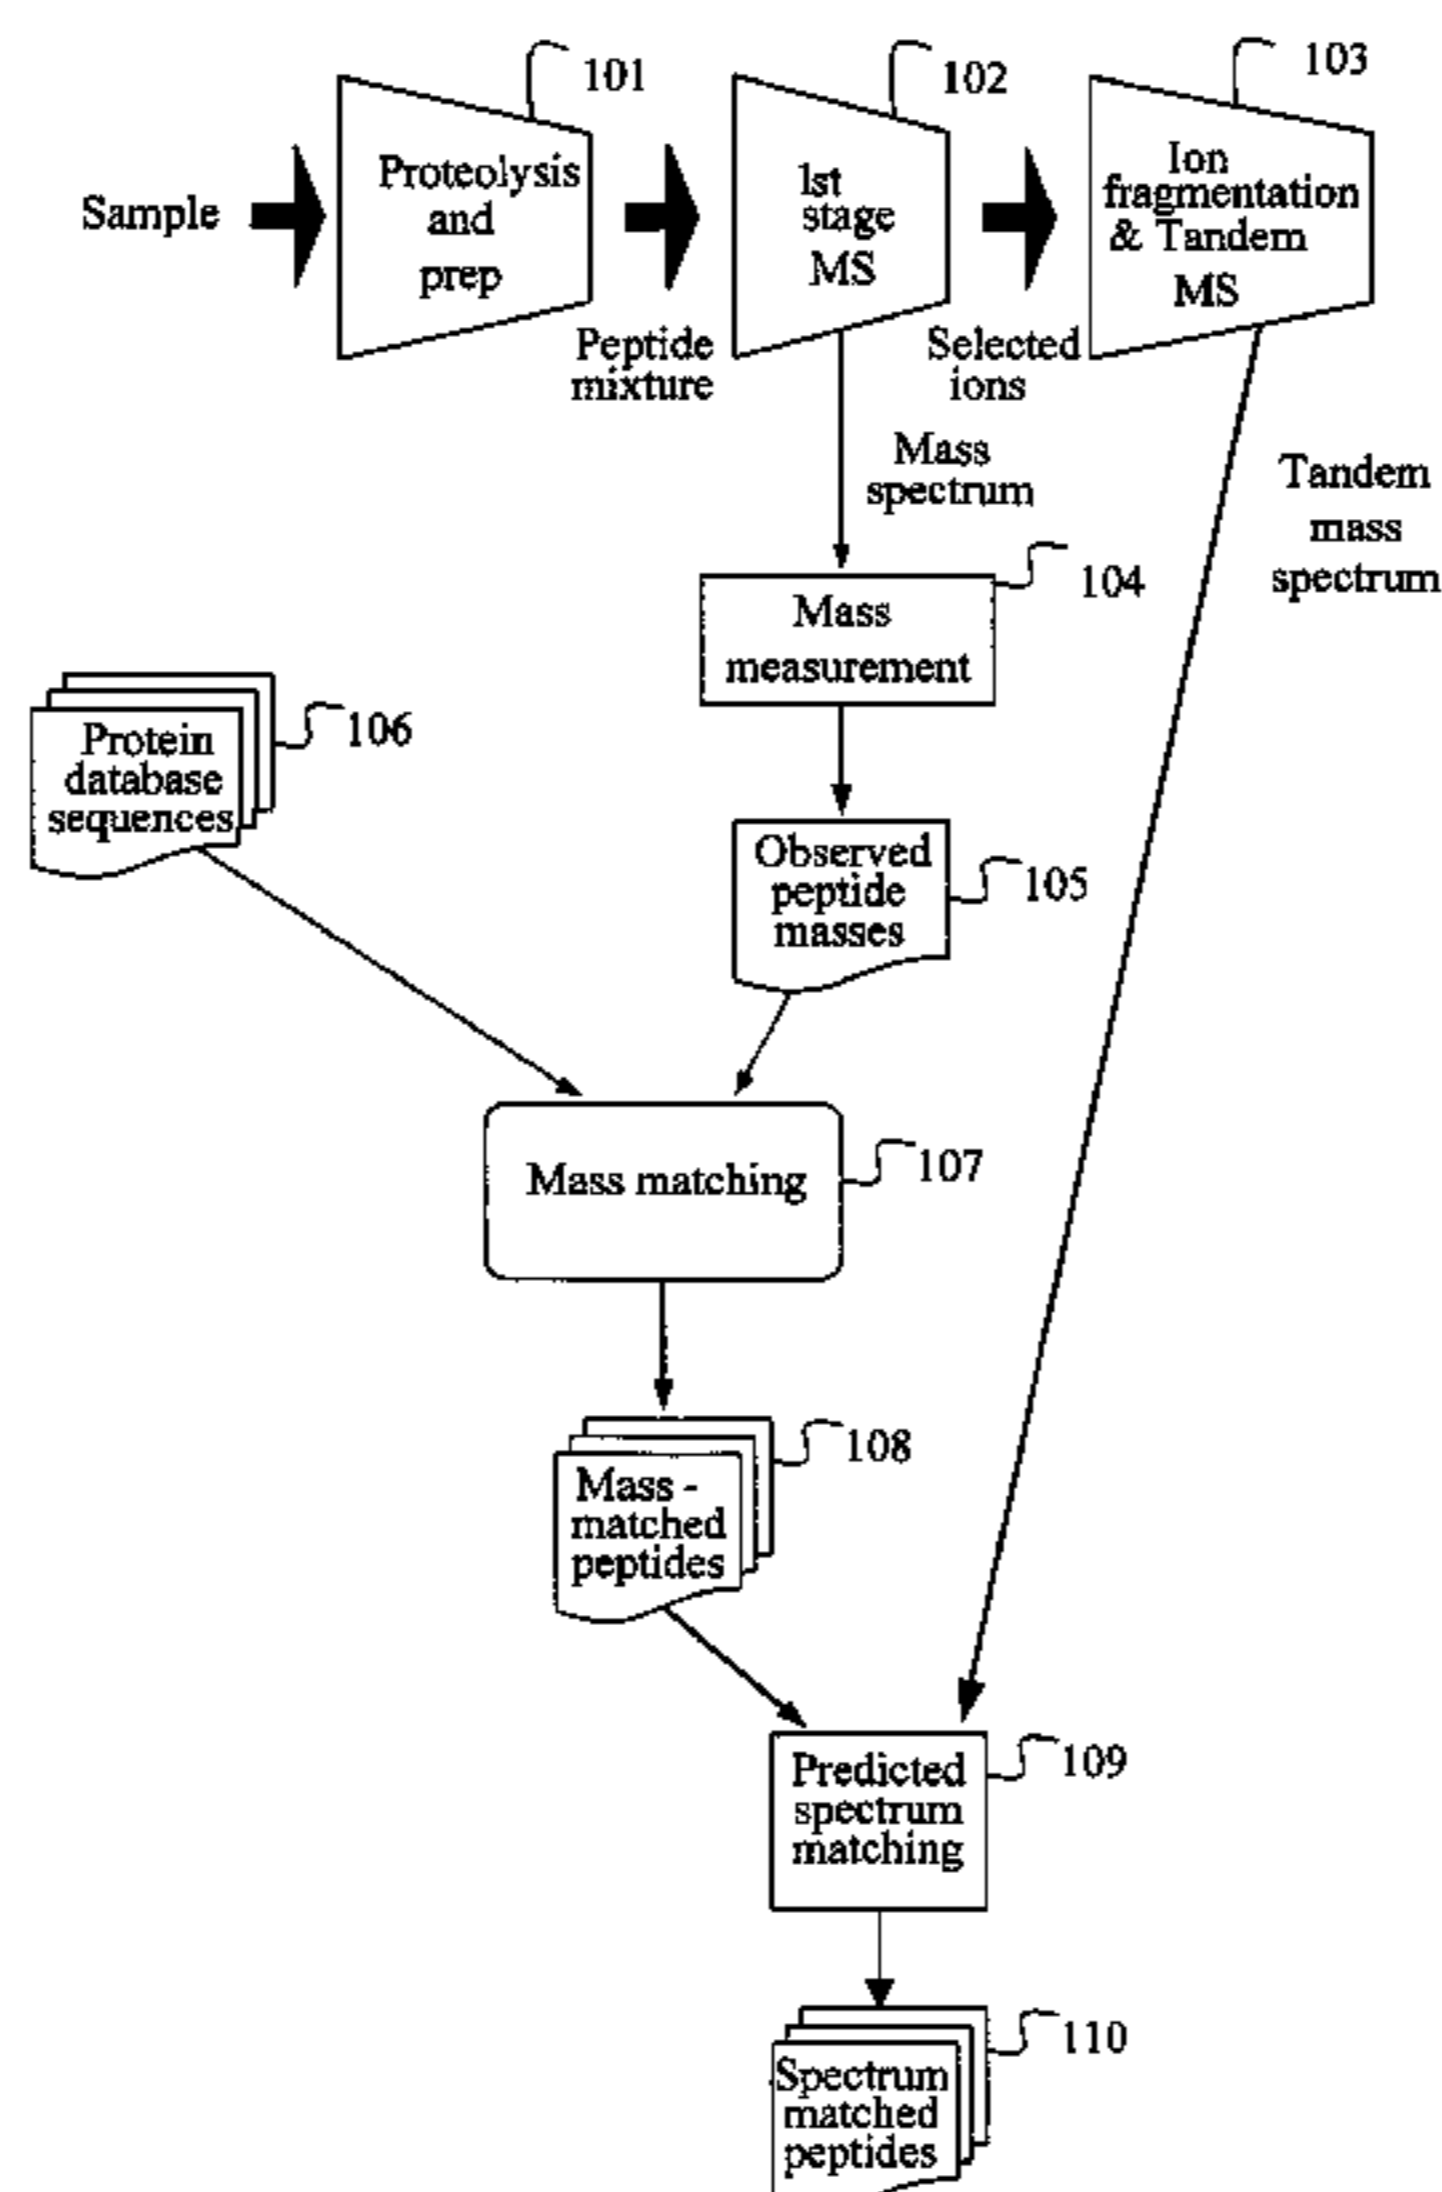 101
102
103
Sample
Proteolysis
and
prep
1st
stage
MS
Ion
fragmentation
& Tandem
MS
Peptide
mixture
Selected
ions
Mass
spectrum
Tandem
mass
spectrum
104
Mass
measurement
106
Protein
database
sequences
105
Observed
peptide
masses
107
Mass matching
108
Mass -
matched
peptides
109
Predicted
spectrum
matching
110
Spectrum
matched
peptides